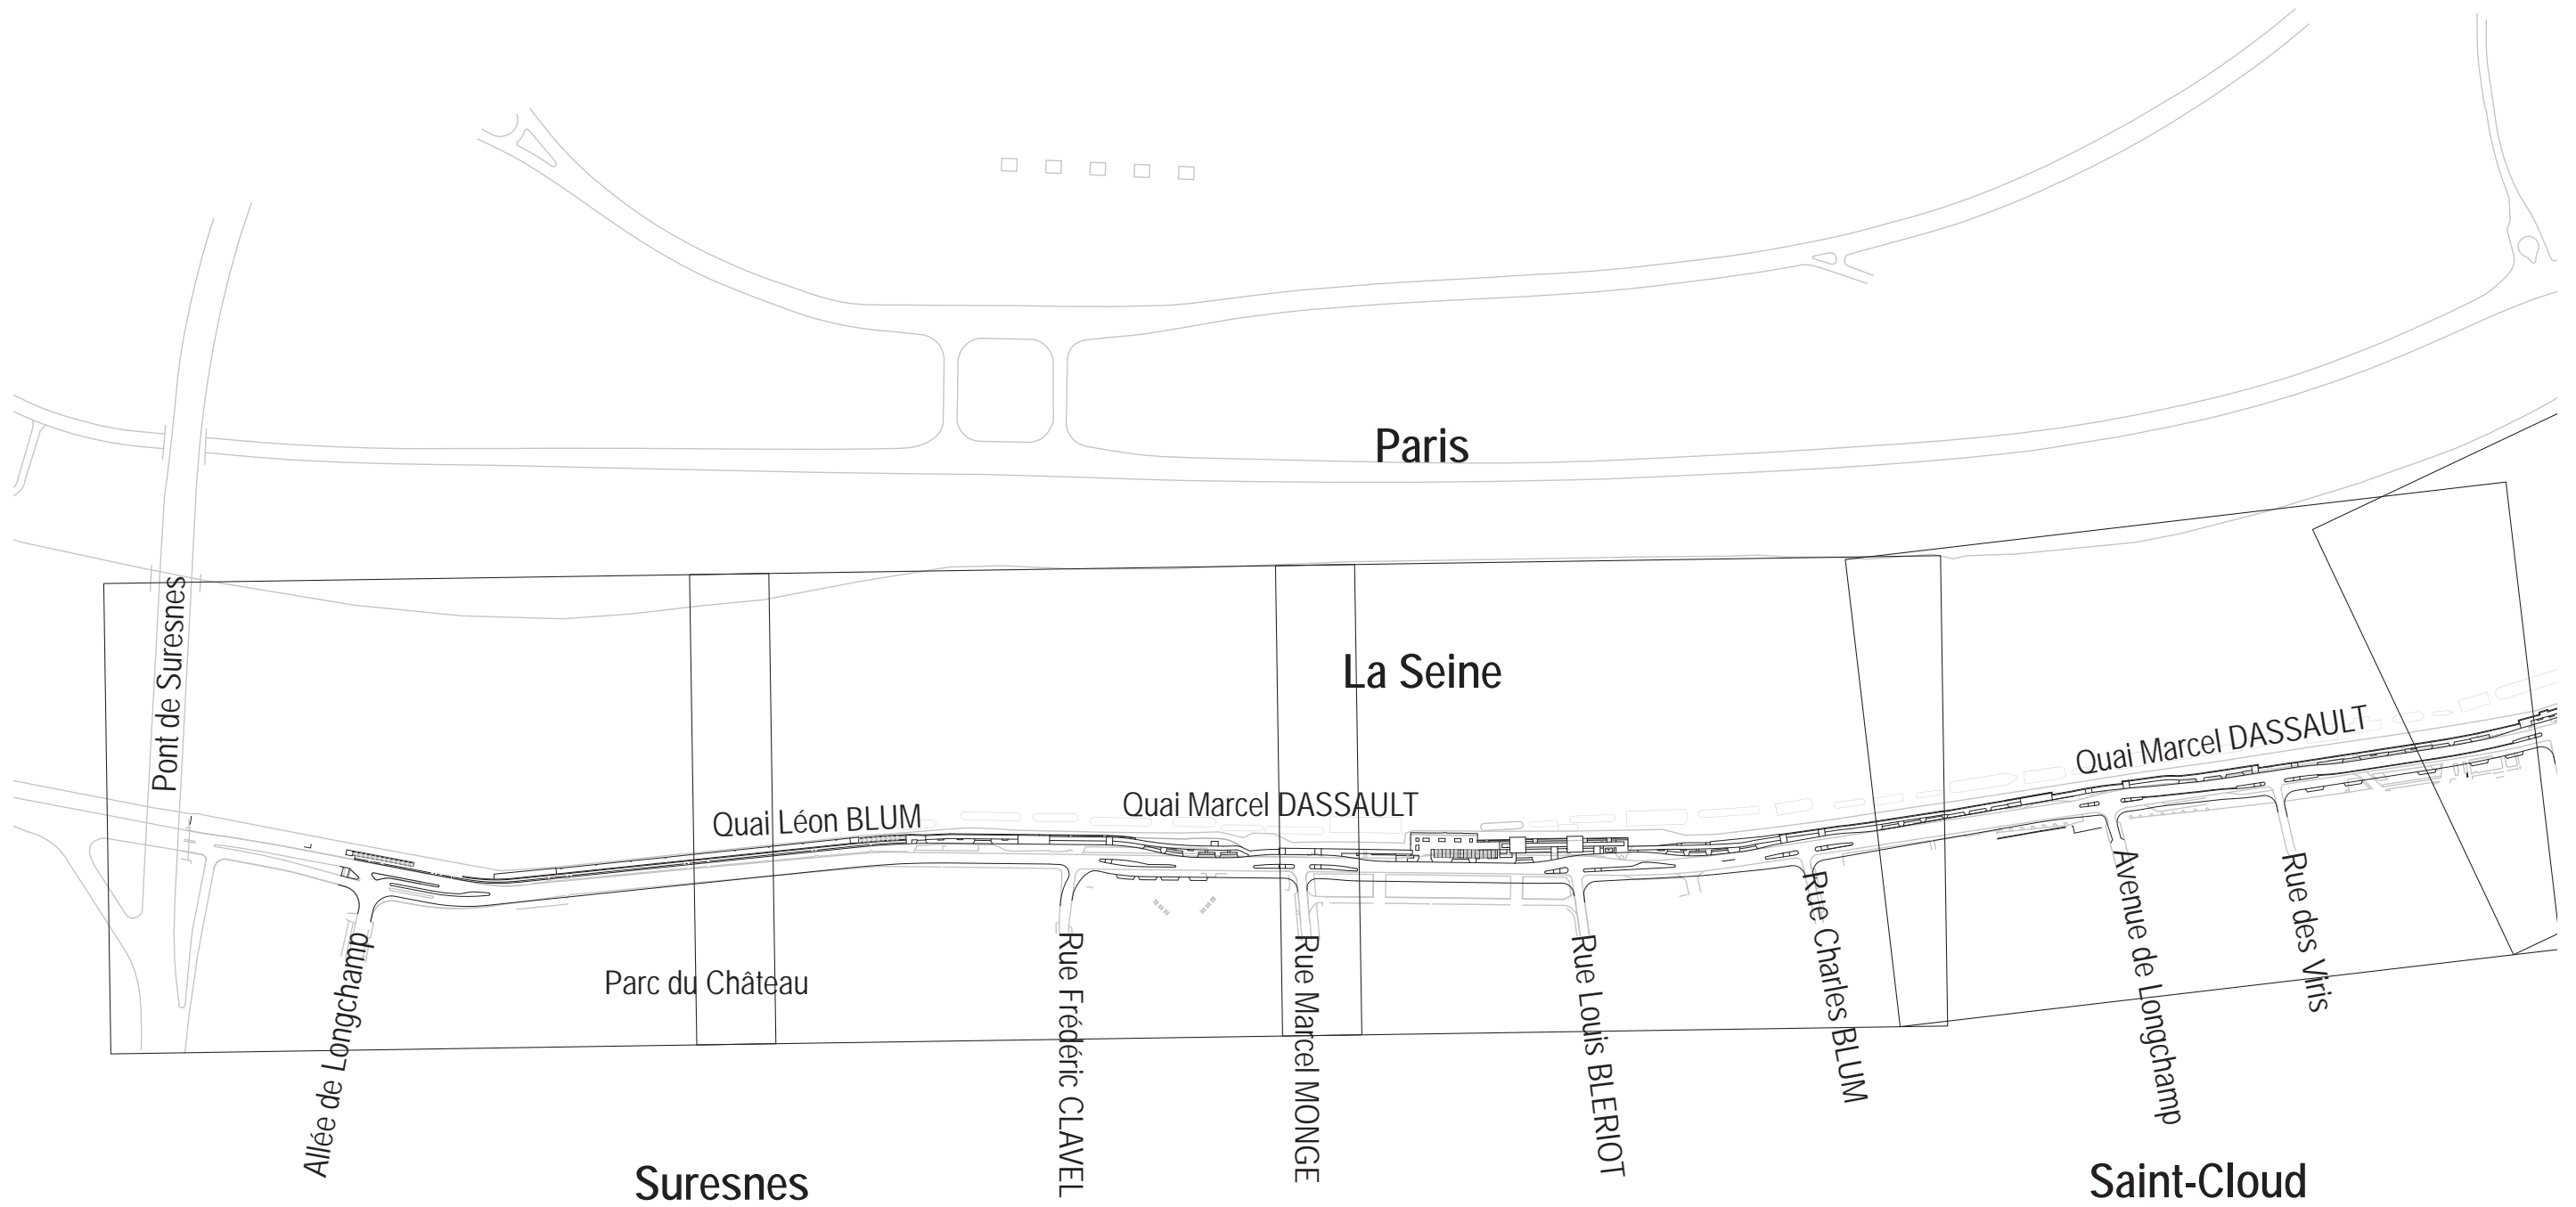 Paris
La Seine
Pont de Suresnes
Quai Léon BLUM
Quai Marcel DASSAULT
Quai Marcel DASSAULT
Allée de Longchamp
Parc du Château
Rue Frédéric CLAVEL
Rue Marcel MONGE
Rue Louis BLERIOT
Rue Charles BLUM
Avenue de Longchamp
Rue des Viris
Suresnes
Saint-Cloud